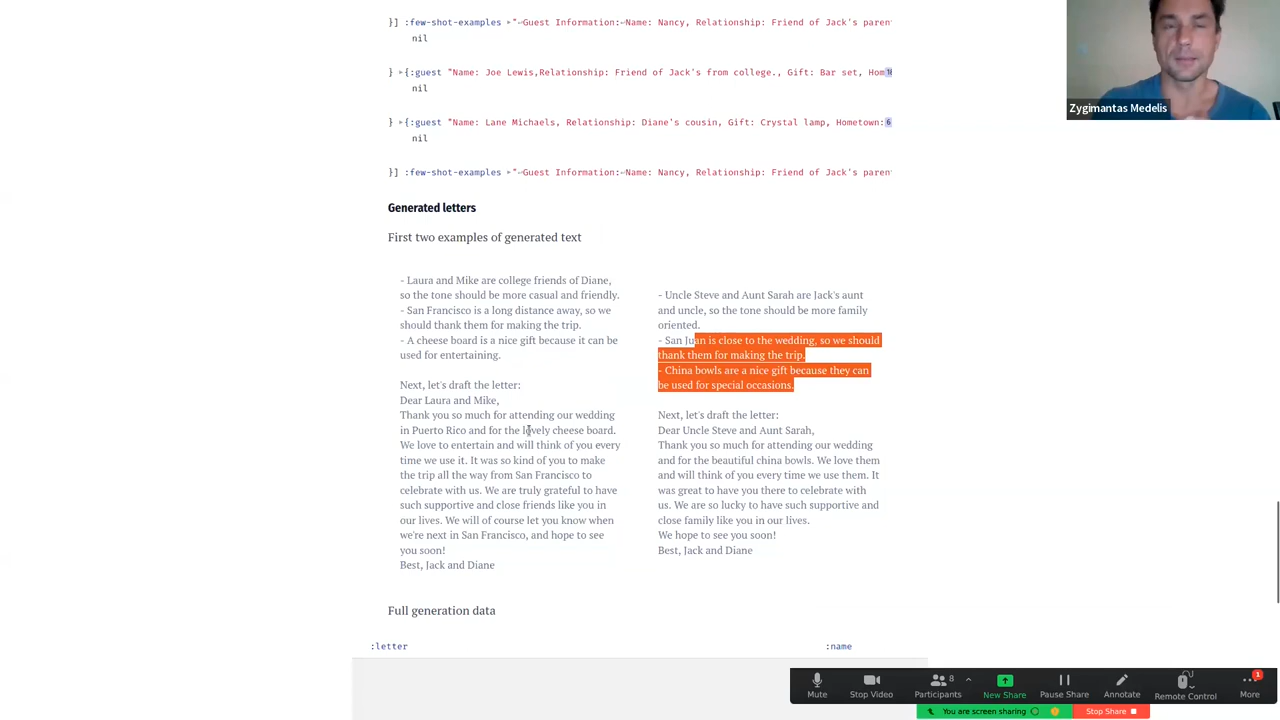 }] :few-shot-examples ▸"↩Guest Information:↩Name: Nancy, Relationship: Friend of Jack's paren
nil
} ▸{:guest "Name: Joe Lewis,Relationship: Friend of Jack's from college., Gift: Bar set, Hom
nil
} ▸{:guest "Name: Lane Michaels, Relationship: Diane's cousin, Gift: Crystal lamp, Hometown:6
nil
}] :few-shot-examples ▸"↩Guest Information:↩Name: Nancy, Relationship: Friend of Jack's paren
Generated letters
First two examples of generated text
- Laura and Mike are college friends of Diane,
so the tone should be more casual and friendly.
- San Francisco is a long distance away, so we
should thank them for making the trip.
- A cheese board is a nice gift because it can be
used for entertaining.
Next, let's draft the letter:
Dear Laura and Mike,
Thank you so much for attending our wedding
in Puerto Rico and for the lovely cheese board.
We love to entertain and will think of you every
time we use it. It was so kind of you to make
the trip all the way from San Francisco to
celebrate with us. We are truly grateful to have
such supportive and close friends like you in
our lives. We will of course let you know when
we're next in San Francisco, and hope to see
you soon!
Best, Jack and Diane
- Uncle Steve and Aunt Sarah are Jack's aunt
and uncle, so the tone should be more family
oriented.
- San Juan is close to the wedding, so we should
thank them for making the trip.
- China bowls are a nice gift because they can
be used for special occasions.
Next, let's draft the letter:
Dear Uncle Steve and Aunt Sarah,
Thank you so much for attending our wedding
and for the beautiful china bowls. We love them
and will think of you every time we use them. It
was great to have you there to celebrate with
us. We are so lucky to have such supportive and
close family like you in our lives.
We hope to see you soon!
Best, Jack and Diane
Full generation data
:letter :name
Zygimantas Medelis
Mute
Stop Video
Participants 8
New Share
Pause Share
Annotate
Remote Control
More 1
You are screen sharing
Stop Share